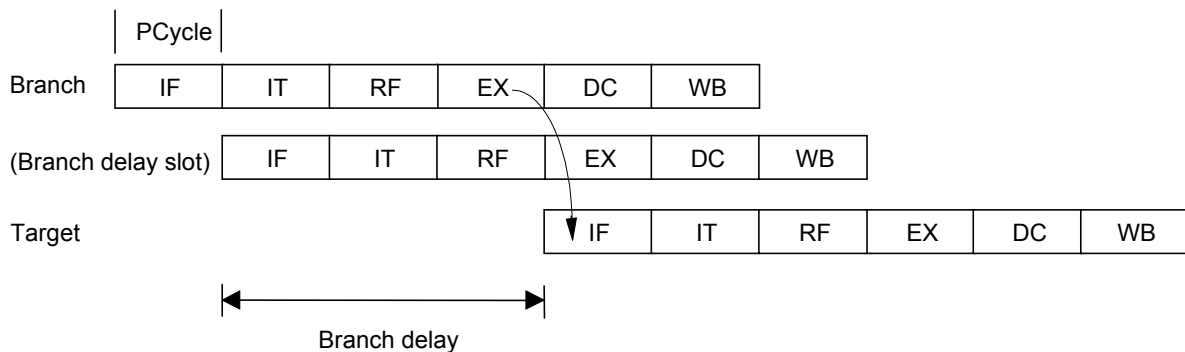 PCycle
Branch IF IT RF EX DC WB
(Branch delay slot) IF IT RF EX DC WB
Target IF IT RF EX DC WB
Branch delay